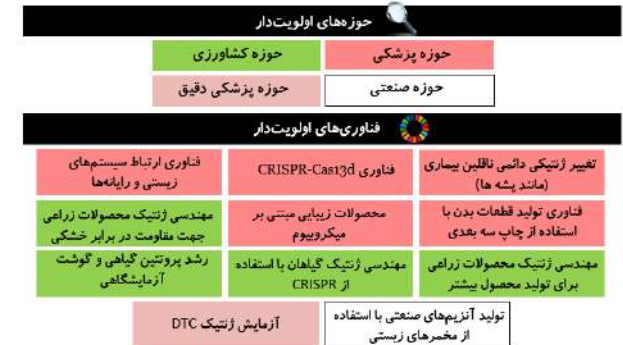 حوزه‌های اولویت‌دار
حوزه پزشکی
حوزه کشاورزی
حوزه صنعتی
حوزه پزشکی دقیق
فناوری‌های اولویت‌دار
تغییر ژنتیکی دائمی ناقلین بیماری
(مانند پشه ها)
فناوری CRISPR-Cas13d
فناوری ارتباط سیستم‌های
زیستی و رایانه‌ها
فناوری تولید قطعات بدن با
استفاده از چاپ سه بعدی
محصولات زیبایی مبتنی بر
میکروبیوم
مهندسی ژنتیک محصولات زراعی
جهت مقاومت در برابر خشکی
مهندسی ژنتیک محصولات زراعی
برای تولید محصول بیشتر
مهندسی ژنتیک گیاهان با استفاده
از CRISPR
رشد پروتئین گیاهی و گوشت
آزمایشگاهی
تولید آنزیم‌های صنعتی با استفاده
از مخمرهای زیستی
آزمایش ژنتیک DTC